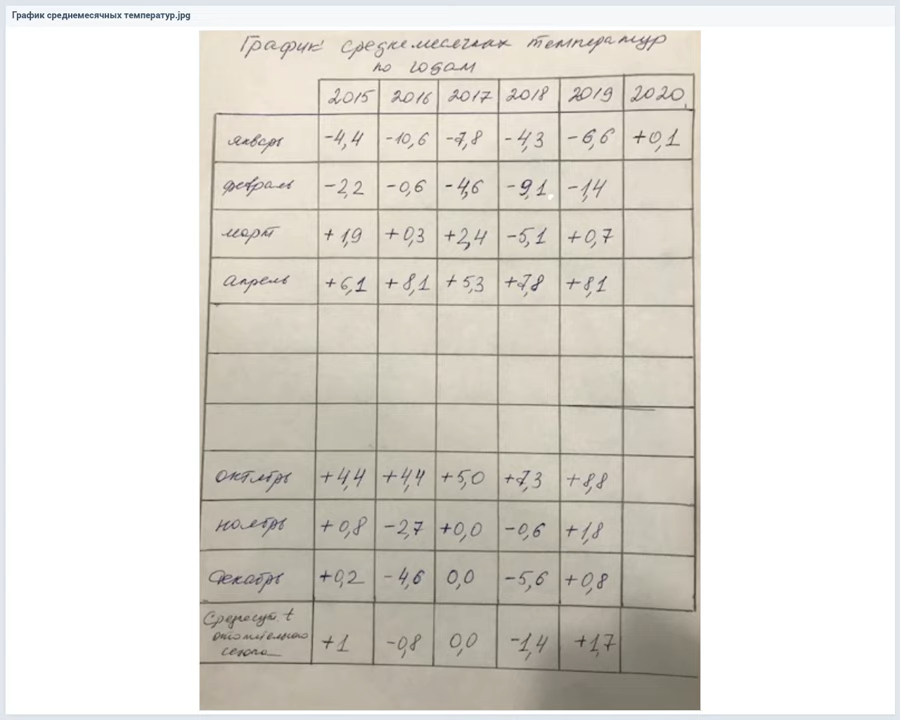 График среднемесячных температур.jpg
График среднемесячных температур
по годам
2015 2016 2017 2018 2019 2020
январь -4,4 -10,6 -7,8 -4,3 -6,6 +0,1
февраль -2,2 -0,6 -4,6 -9,1 -1,4
март +1,9 +0,3 +2,4 -5,1 +0,7
апрель +6,1 +8,1 +5,3 +7,8 +8,1
октябрь +4,4 +4,4 +5,0 +7,3 +8,8
ноябрь +0,8 -2,7 +0,0 -0,6 +1,8
декабрь +0,2 -4,6 0,0 -5,6 +0,8
Среднесут. t
отопительного
сезона +1 -0,8 0,0 -1,4 +1,7